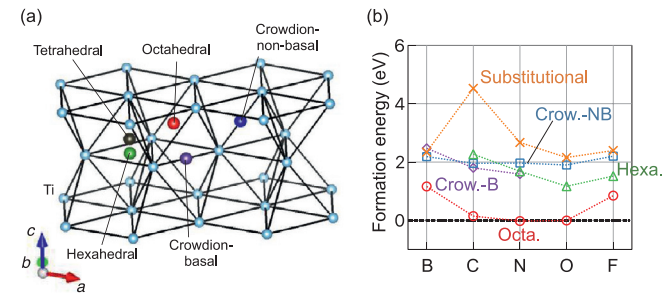 (a)
Tetrahedral
Octahedral
Crowdion-
non-basal
Ti
c
b
a
Hexahedral
Crowdion-
basal
(b)
Formation energy (eV)
6
4
2
0
Substitutional
Crow.-NB
Crow.-B
Hexa.
Octa.
B C N O F